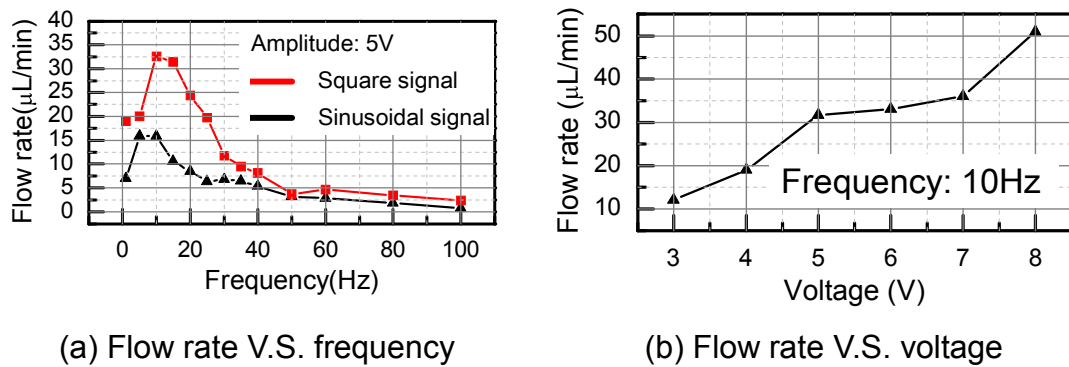 (a)
40
35
30
25
20
15
10
5
0
Flow rate(μL/min)
Amplitude: 5V
Square signal
Sinusoidal signal
0 20 40 60 80 100
Frequency(Hz)
(a) Flow rate V.S. frequency
(b)
50
40
30
20
10
Flow rate (μL/min)
Frequency: 10Hz
3 4 5 6 7 8
Voltage (V)
(b) Flow rate V.S. voltage